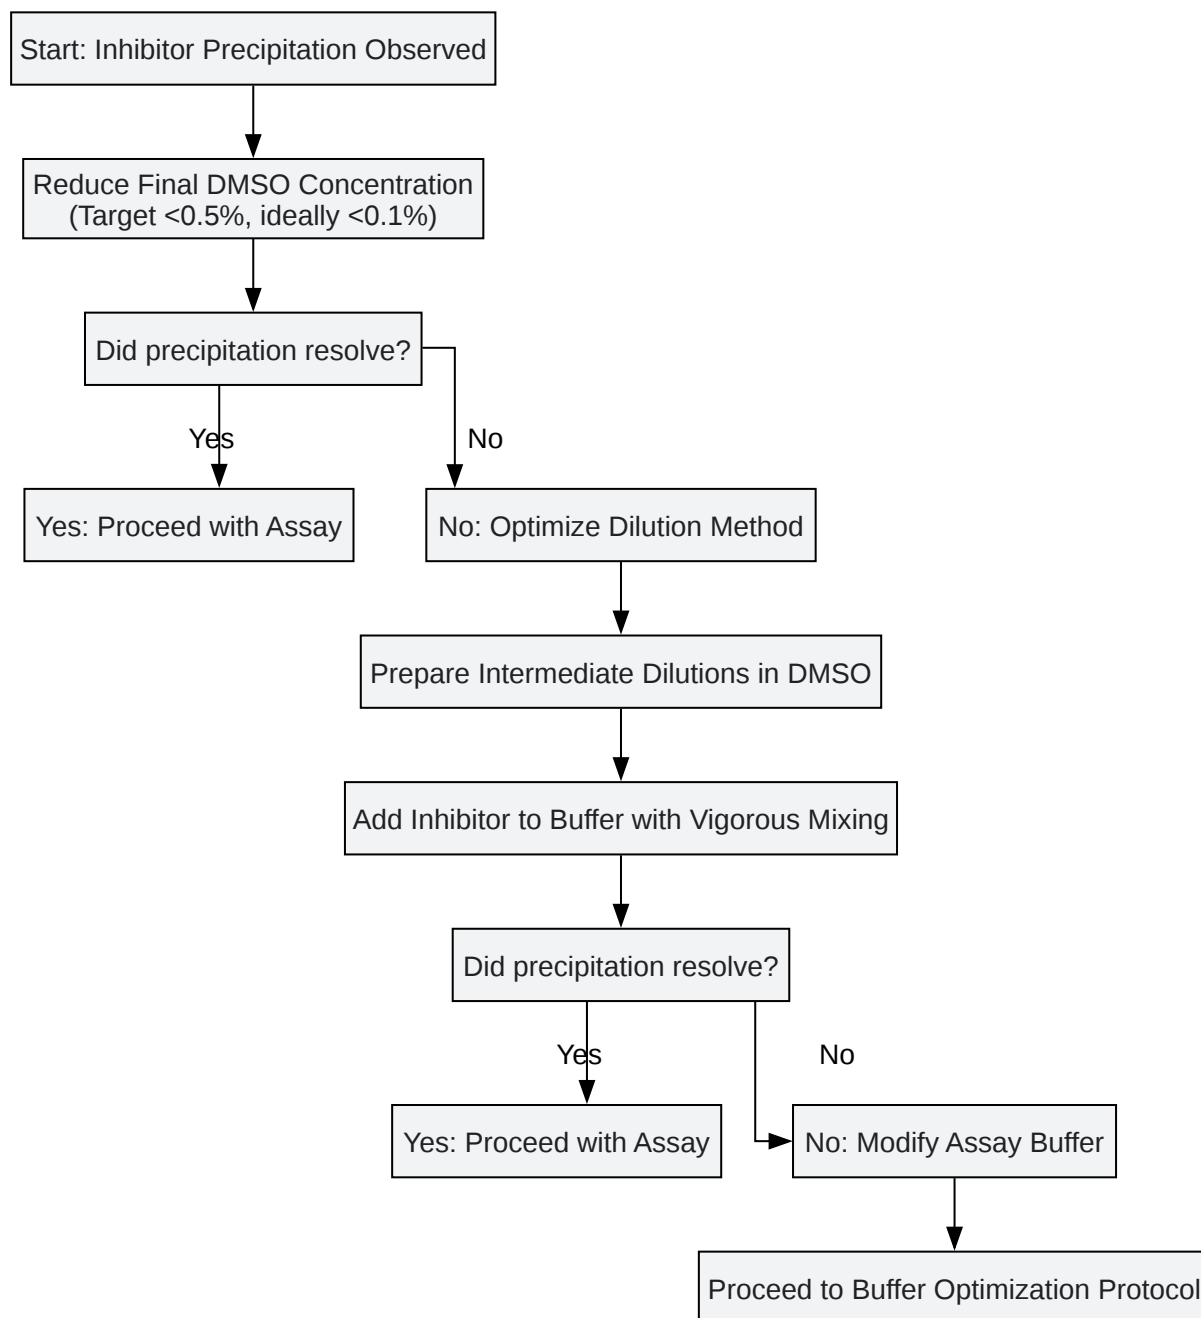 Start: Inhibitor Precipitation Observed
Reduce Final DMSO Concentration
(Target <0.5%, ideally <0.1%)
Did precipitation resolve?
Yes
No
Yes: Proceed with Assay
No: Optimize Dilution Method
Prepare Intermediate Dilutions in DMSO
Add Inhibitor to Buffer with Vigorous Mixing
Did precipitation resolve?
Yes
No
Yes: Proceed with Assay
No: Modify Assay Buffer
Proceed to Buffer Optimization Protocol